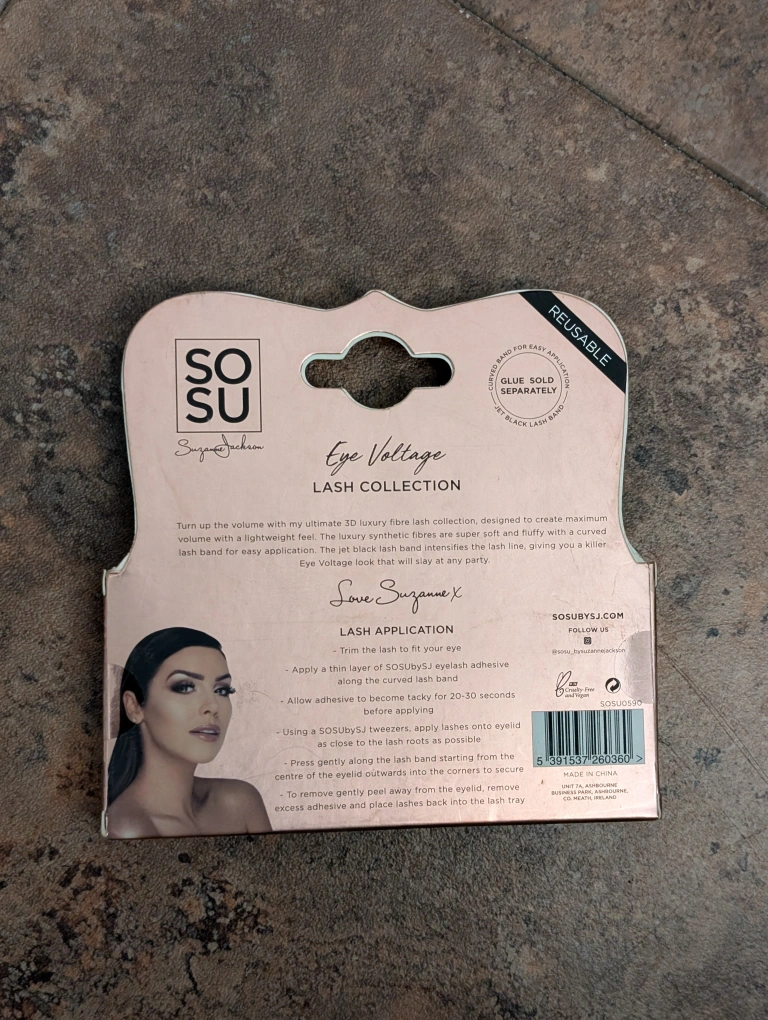 REUSABLE
SO
SU
Suzanne Jackson
CURVED BAND FOR EASY APPLICATION
GLUE SOLD
SEPARATELY
JET BLACK LASH BAND
Eye Voltage
LASH COLLECTION
Turn up the volume with my ultimate 3D luxury fibre lash collection, designed to create maximum
volume with a lightweight feel. The luxury synthetic fibres are super soft and fluffy with a curved
lash band for easy application. The jet black lash band intensifies the lash line, giving you a killer
Eye Voltage look that will slay at any party.
Love Suzanne X
LASH APPLICATION
- Trim the lash to fit your eye
- Apply a thin layer of SOSUbySJ eyelash adhesive
along the curved lash band
- Allow adhesive to become tacky for 20-30 seconds
before applying
- Using a SOSUbySJ tweezers, apply lashes onto eyelid
as close to the lash roots as possible
- Press gently along the lash band starting from the
centre of the eyelid outwards into the corners to secure
- To remove gently peel away from the eyelid, remove
excess adhesive and place lashes back into the lash tray
SOSUBYSJ.COM
FOLLOW US
@sosu_bysuzannejackson
Cruelty-Free
and Vegan
SOSU0590
5 391537 260360 >
MADE IN CHINA
UNIT 7A, ASHBOURNE
BUSINESS PARK, ASHBOURNE,
CO. MEATH, IRELAND